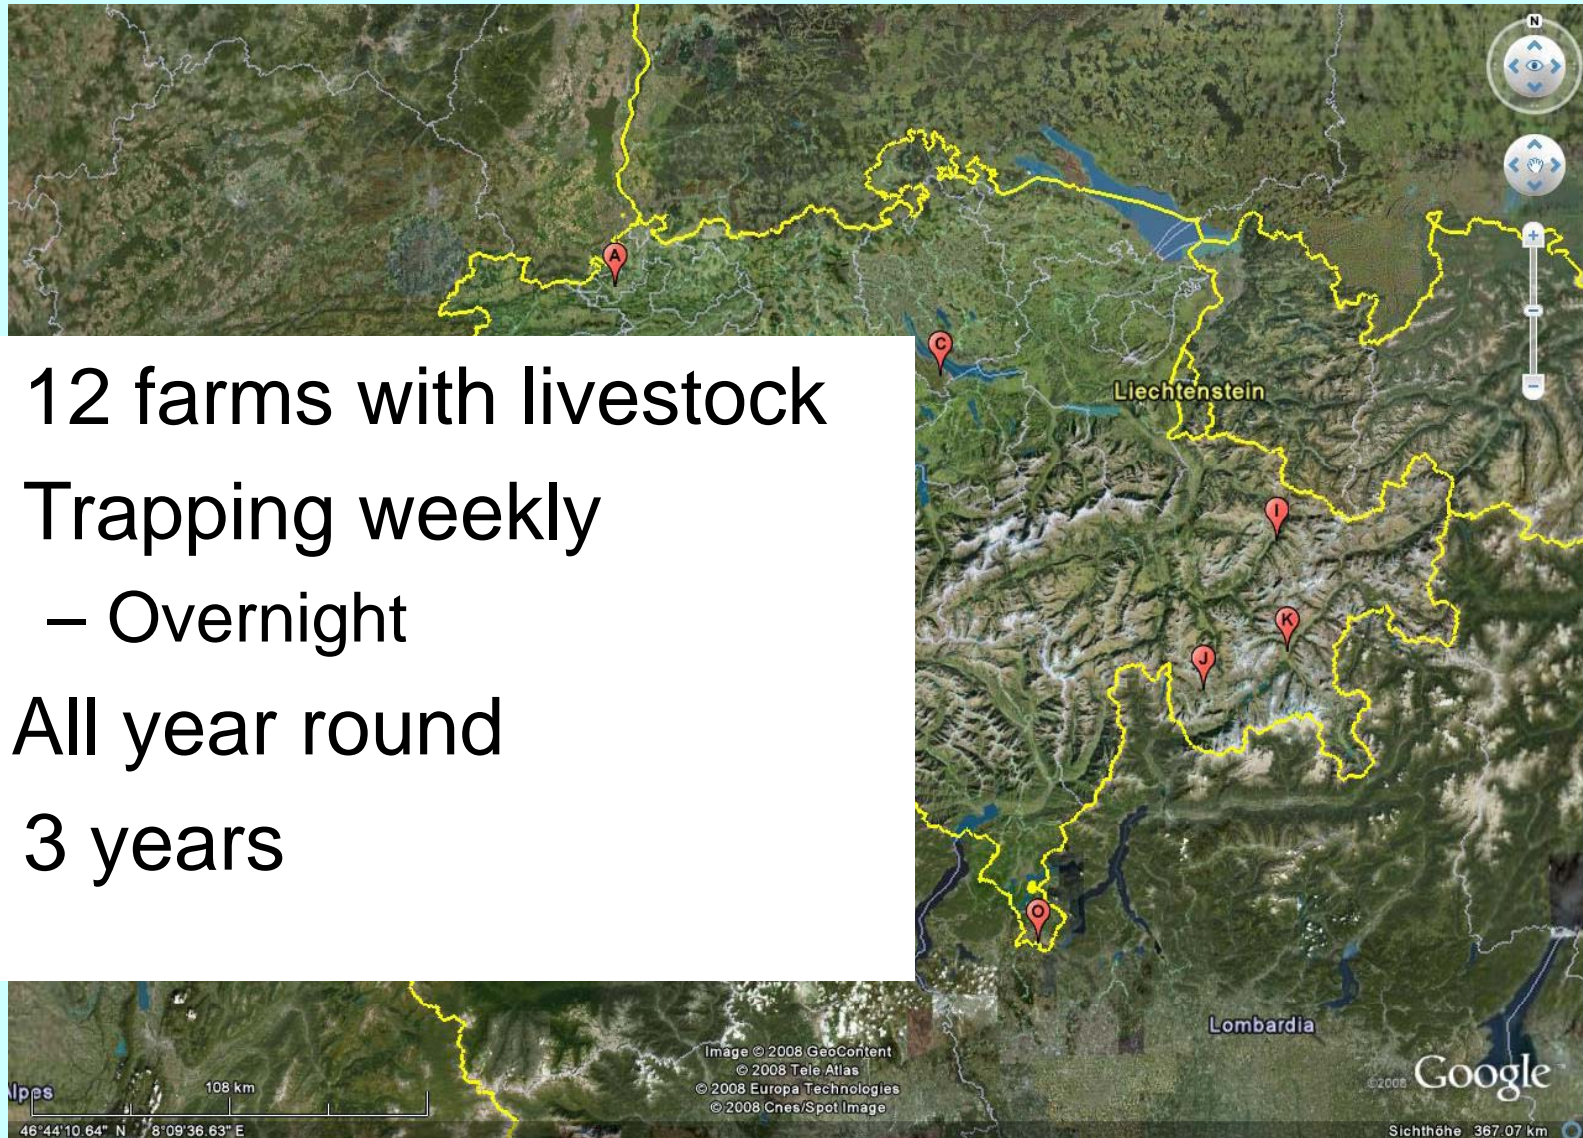 N
A
C
Liechtenstein
12 farms with livestock
Trapping weekly
– Overnight
All year round
3 years
I
K
J
O
Lombardia
Image © 2008 GeoContent
© 2008 Tele Atlas
© 2008 Europa Technologies
© 2008 Cnes/Spot Image
©2008 Google
lpes
108 km
46°44'10.64" N 8°09'36.63" E
Sichthöhe 367.07 km